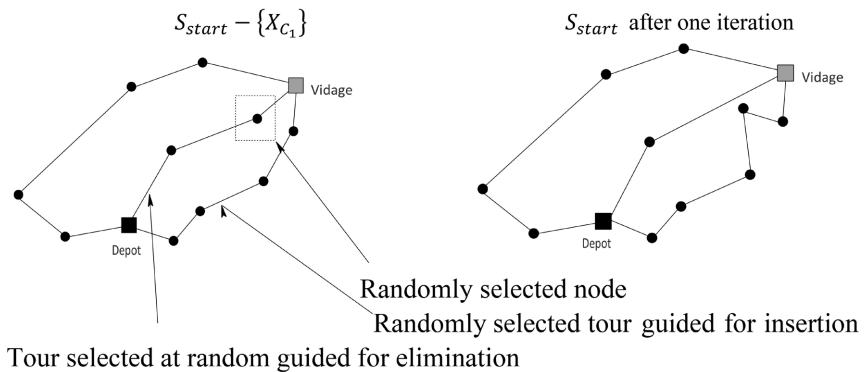 S_start − {X_C_1}
S_start after one iteration
Vidage
Depot
Vidage
Depot
Randomly selected node
Randomly selected tour guided for insertion
Tour selected at random guided for elimination